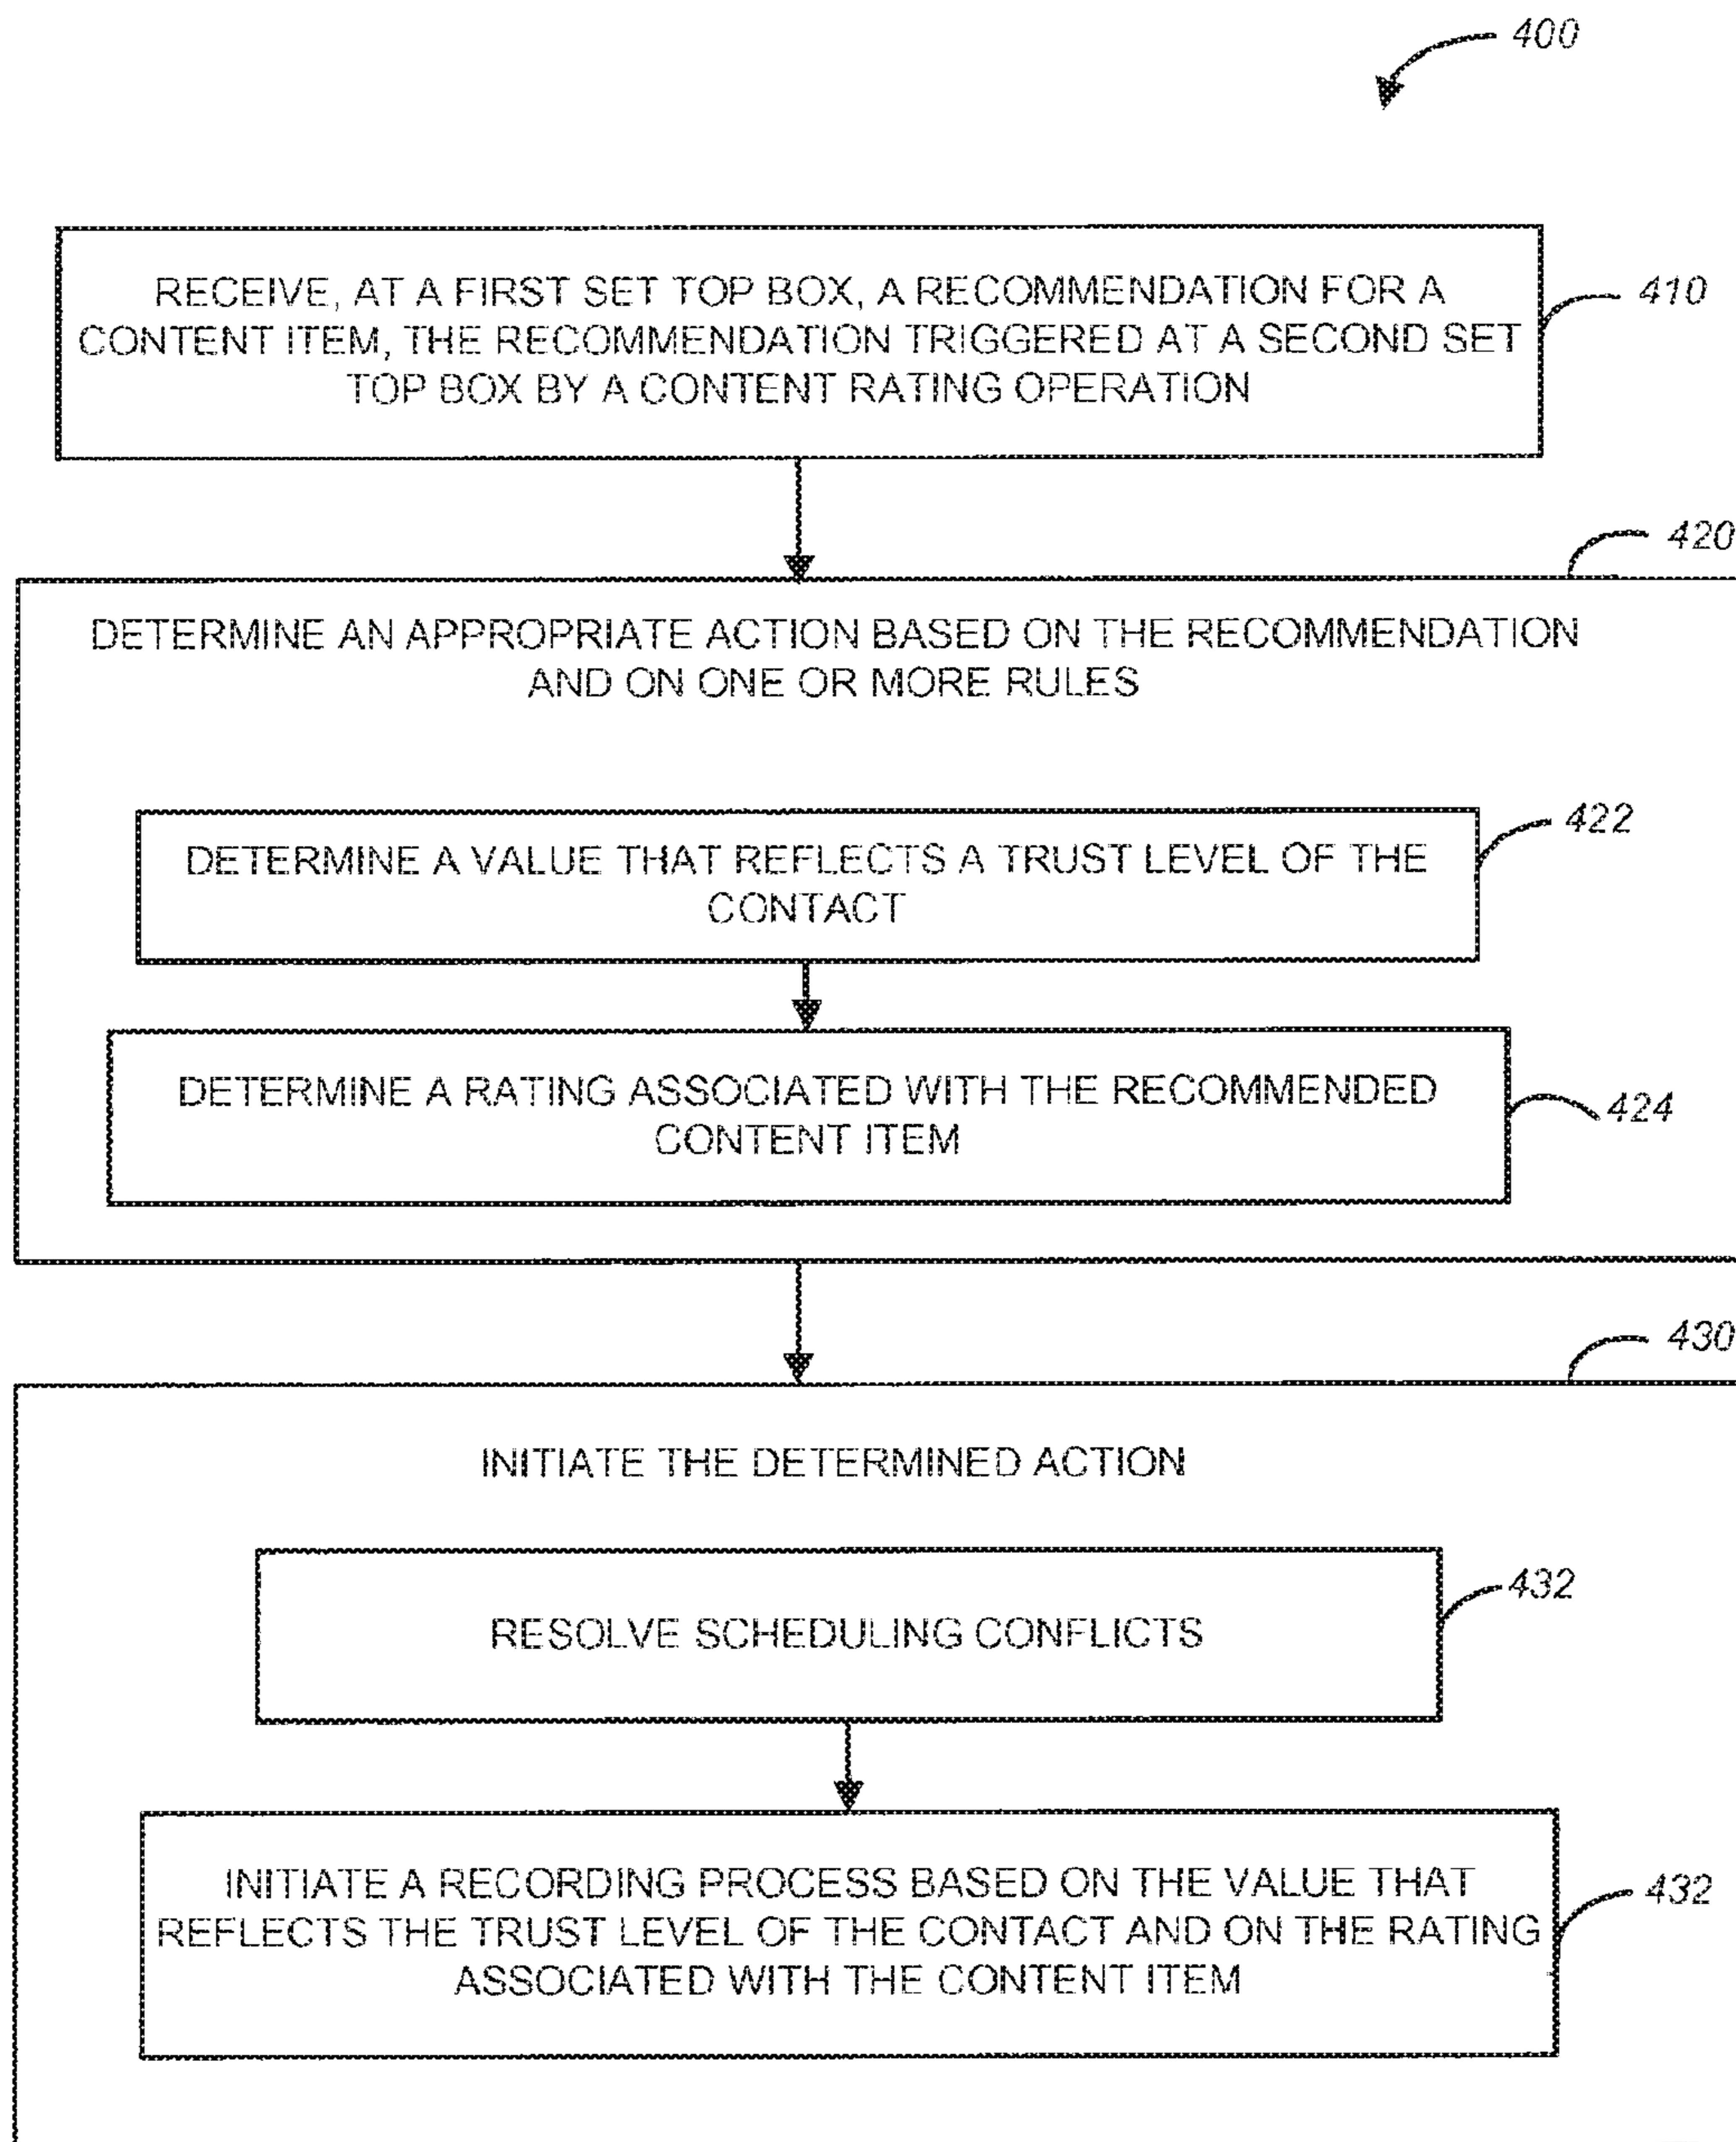 400
RECEIVE, AT A FIRST SET TOP BOX, A RECOMMENDATION FOR A
CONTENT ITEM, THE RECOMMENDATION TRIGGERED AT A SECOND SET
TOP BOX BY A CONTENT RATING OPERATION
410
420
DETERMINE AN APPROPRIATE ACTION BASED ON THE RECOMMENDATION
AND ON ONE OR MORE RULES
422
DETERMINE A VALUE THAT REFLECTS A TRUST LEVEL OF THE
CONTACT
DETERMINE A RATING ASSOCIATED WITH THE RECOMMENDED
CONTENT ITEM
424
430
INITIATE THE DETERMINED ACTION
432
RESOLVE SCHEDULING CONFLICTS
INITIATE A RECORDING PROCESS BASED ON THE VALUE THAT
REFLECTS THE TRUST LEVEL OF THE CONTACT AND ON THE RATING
ASSOCIATED WITH THE CONTENT ITEM
432